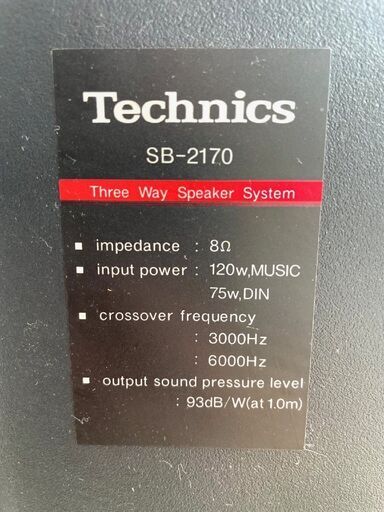 Technics
SB-2170
Three Way Speaker System
■ impedance : 8Ω
■ input power : 120w,MUSIC
75w,DIN
■ crossover frequency
: 3000Hz
: 6000Hz
■ output sound pressure level
: 93dB/W(at 1.0m)